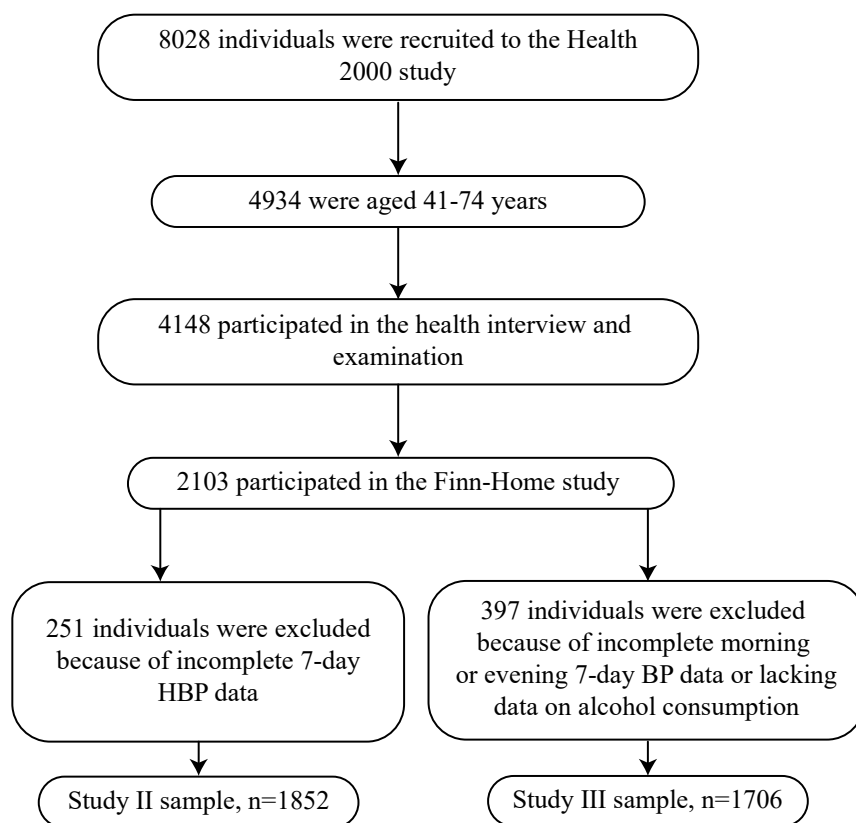 8028 individuals were recruited to the Health
2000 study
4934 were aged 41-74 years
4148 participated in the health interview and
examination
2103 participated in the Finn-Home study
251 individuals were excluded
because of incomplete 7-day
HBP data
397 individuals were excluded
because of incomplete morning
or evening 7-day BP data or lacking
data on alcohol consumption
Study II sample, n=1852
Study III sample, n=1706